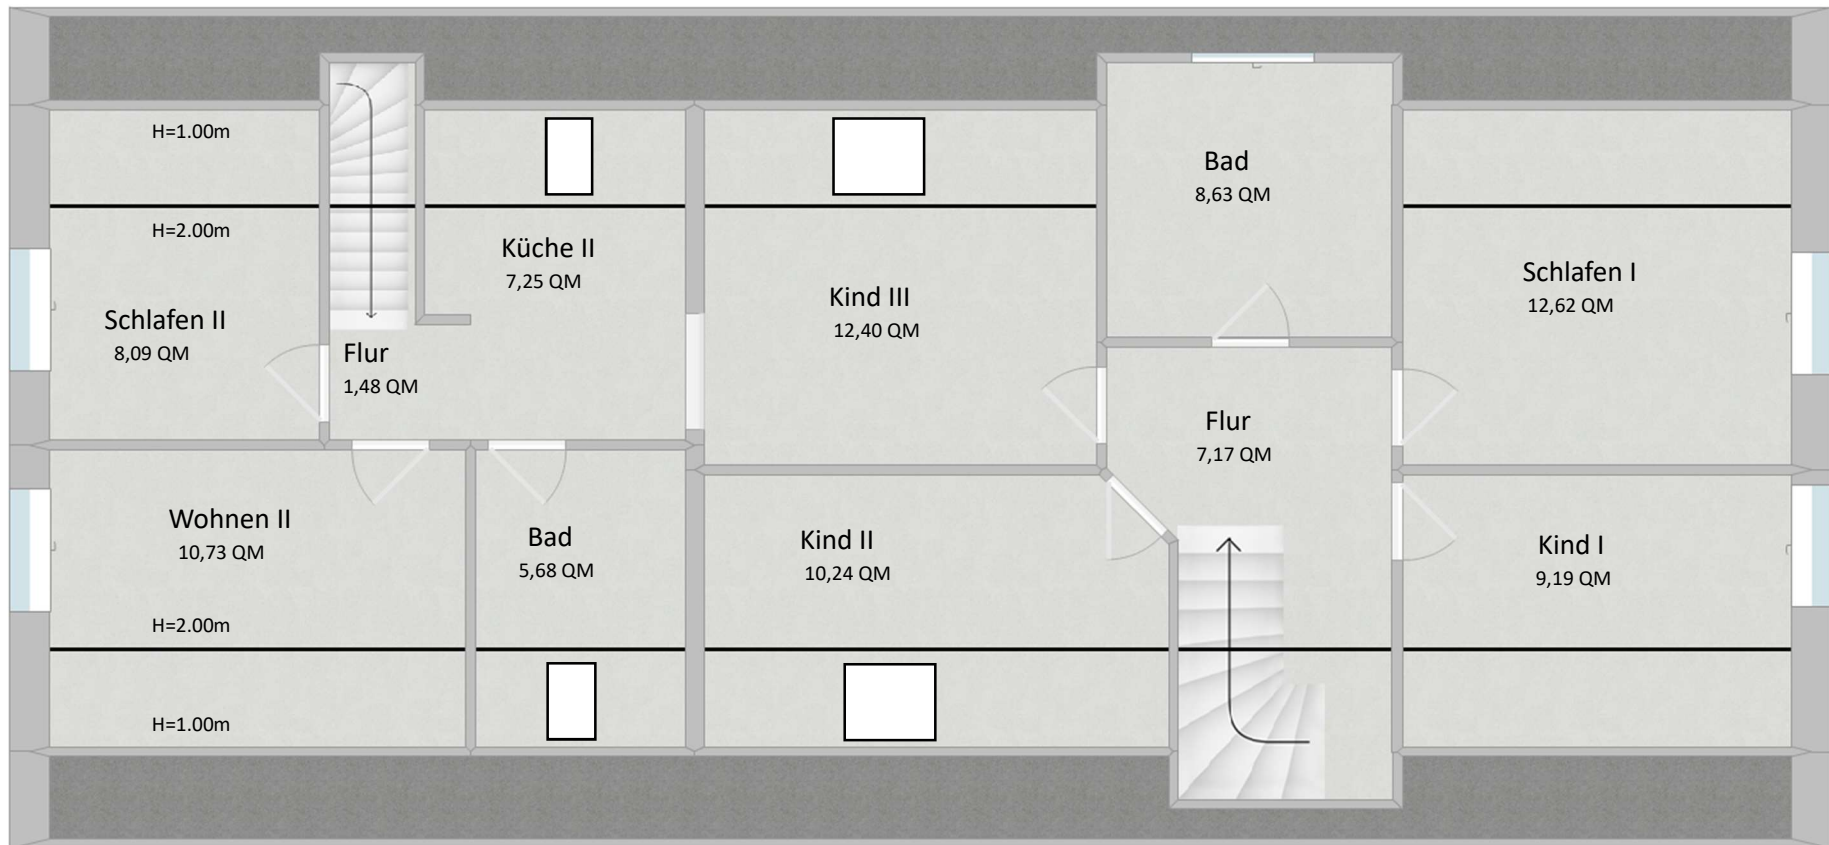 H=1.00m
H=2.00m
Schlafen II
8,09 QM
Flur
1,48 QM
Küche II
7,25 QM
Kind III
12,40 QM
Bad
8,63 QM
Schlafen I
12,62 QM
Flur
7,17 QM
Wohnen II
10,73 QM
H=2.00m
H=1.00m
Bad
5,68 QM
Kind II
10,24 QM
Kind I
9,19 QM